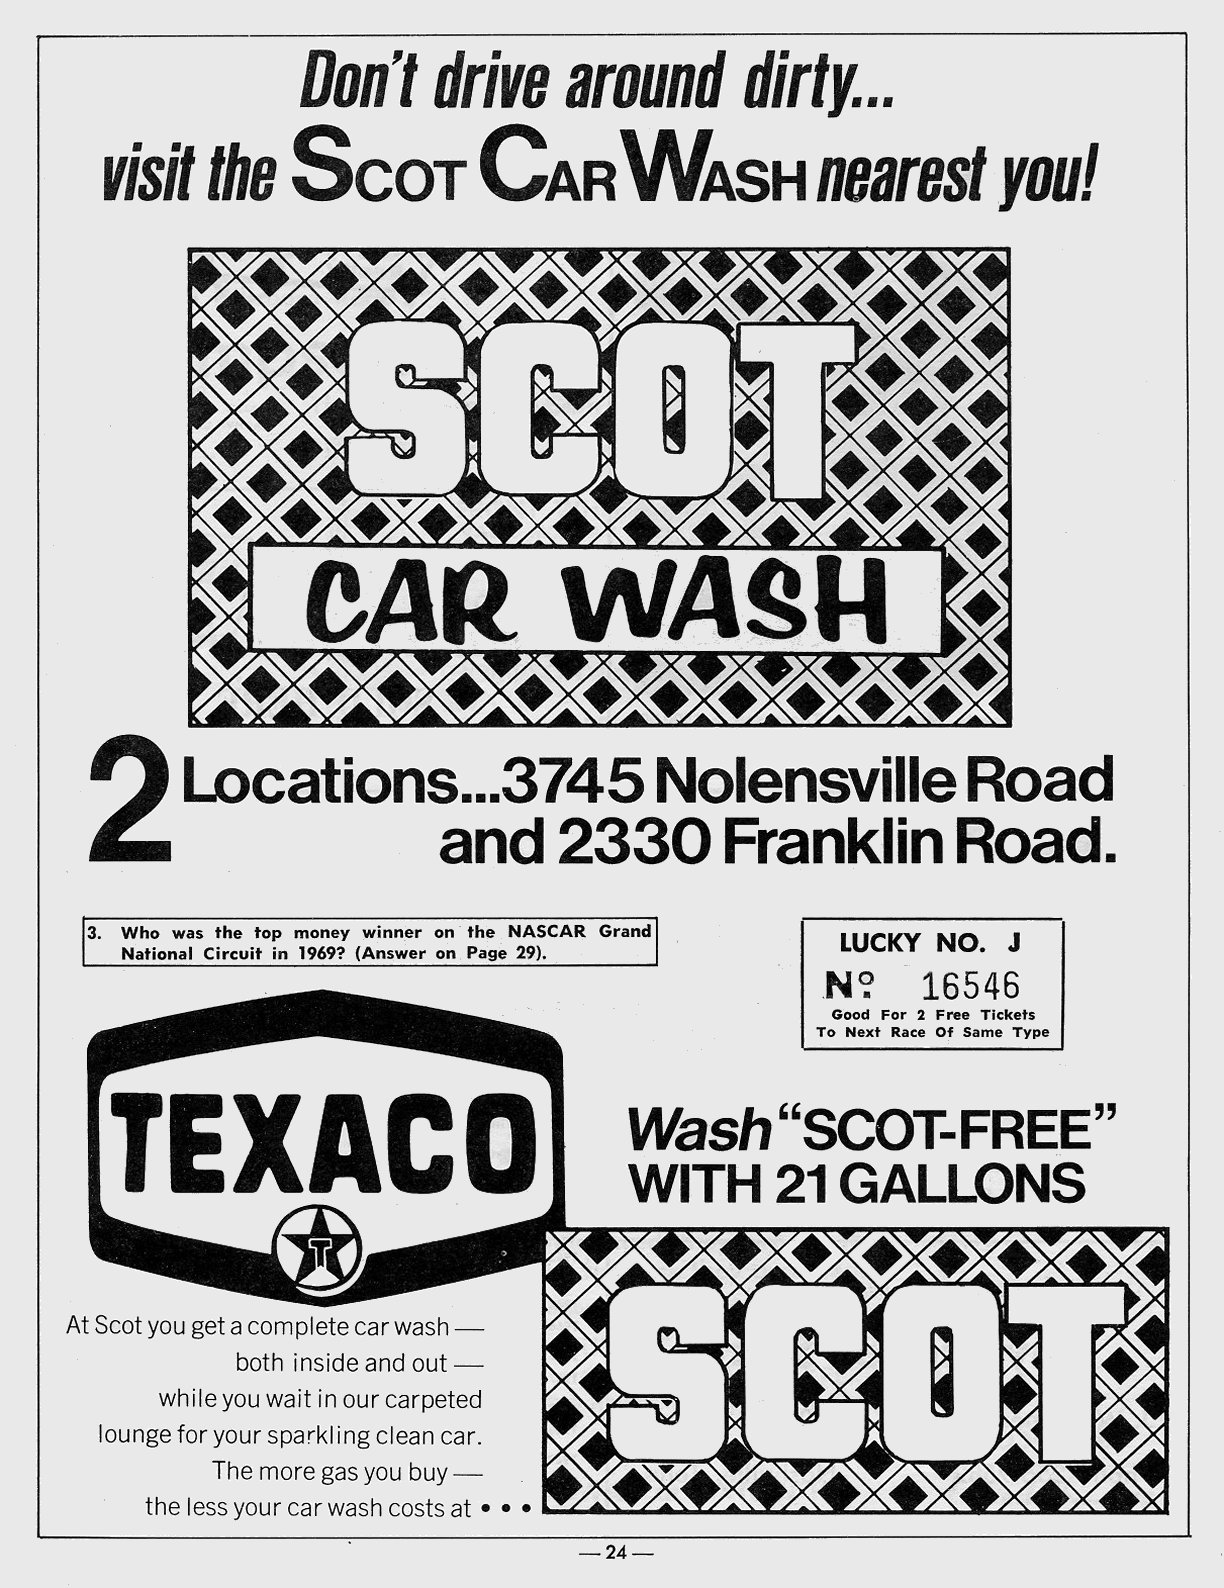 Don't drive around dirty...
visit the SCOT CAR WASH nearest you!
SCOT
CAR WASH
2 Locations...3745 Nolensville Road
and 2330 Franklin Road.
3. Who was the top money winner on the NASCAR Grand
National Circuit in 1969? (Answer on Page 29).
LUCKY NO. J
Nº 16546
Good For 2 Free Tickets
To Next Race Of Same Type
TEXACO
T
Wash "SCOT-FREE"
WITH 21 GALLONS
SCOT
At Scot you get a complete car wash —
both inside and out —
while you wait in our carpeted
lounge for your sparkling clean car.
The more gas you buy —
the less your car wash costs at • • •
— 24 —